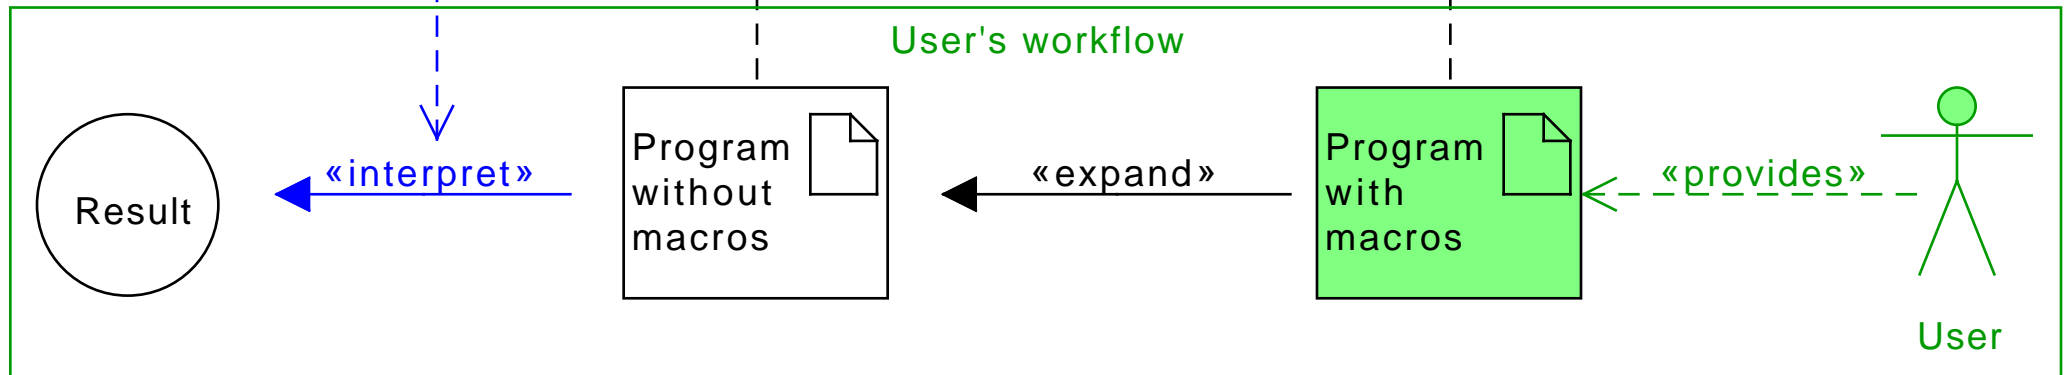 User's workflow
Result
«interpret»
Program
without
macros
«expand»
Program
with
macros
«provides»
User